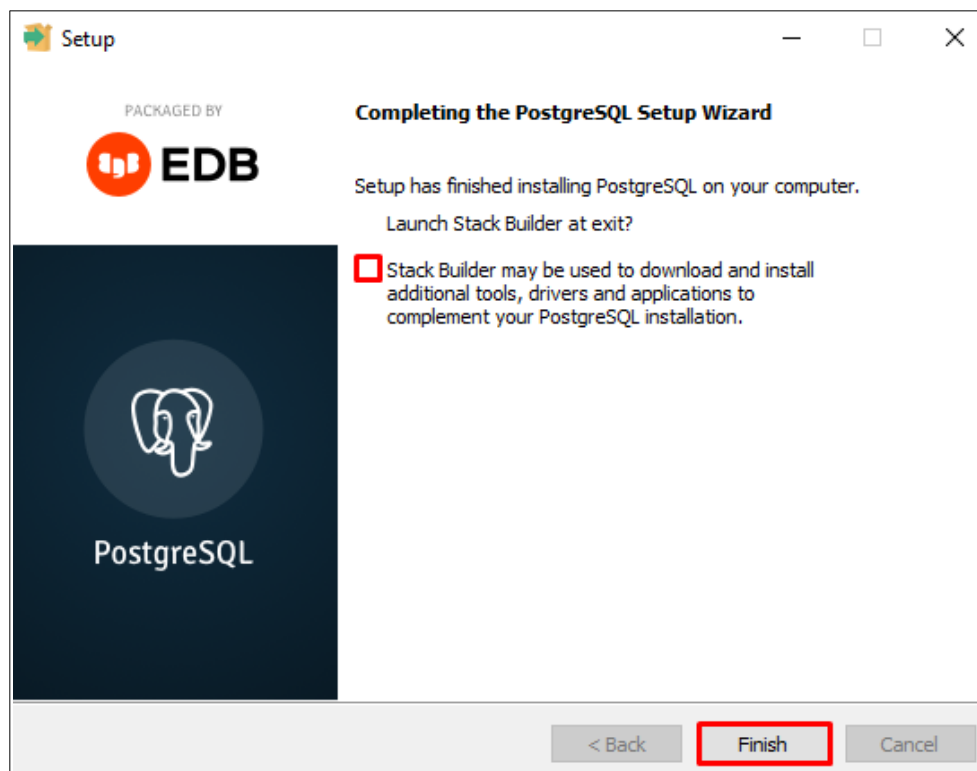 Setup
PACKAGED BY
EDB
Completing the PostgreSQL Setup Wizard
Setup has finished installing PostgreSQL on your computer.
Launch Stack Builder at exit?
Stack Builder may be used to download and install
additional tools, drivers and applications to
complement your PostgreSQL installation.
PostgreSQL
< Back
Finish
Cancel